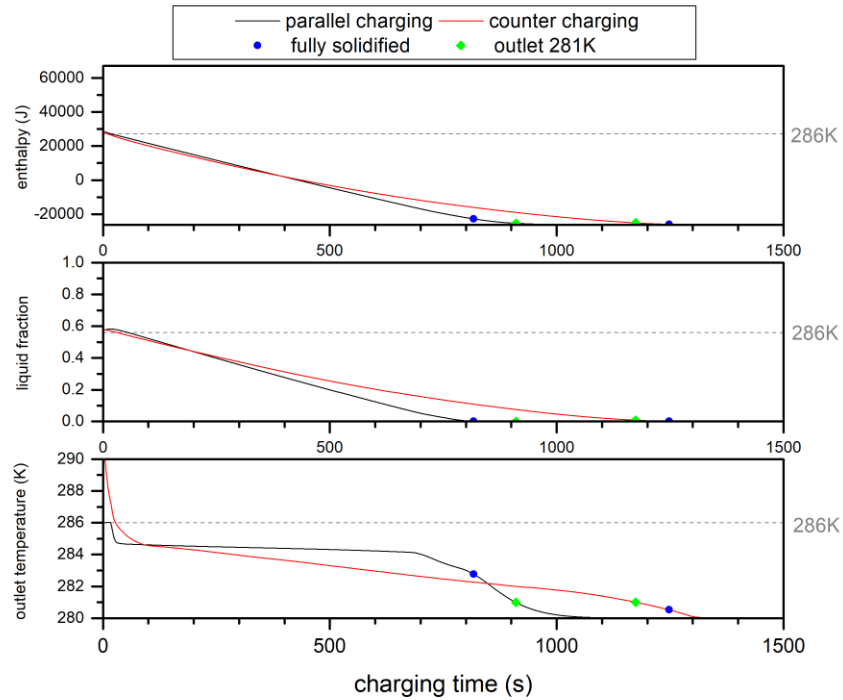 parallel charging counter charging
fully solidified outlet 281K
enthalpy (J)
60000
40000
20000
0
-20000
286K
0 500 1000 1500
liquid fraction
1.0
0.8
0.6
0.4
0.2
0.0
286K
0 500 1000 1500
outlet temperature (K)
290
288
286
284
282
280
286K
0 500 1000 1500
charging time (s)